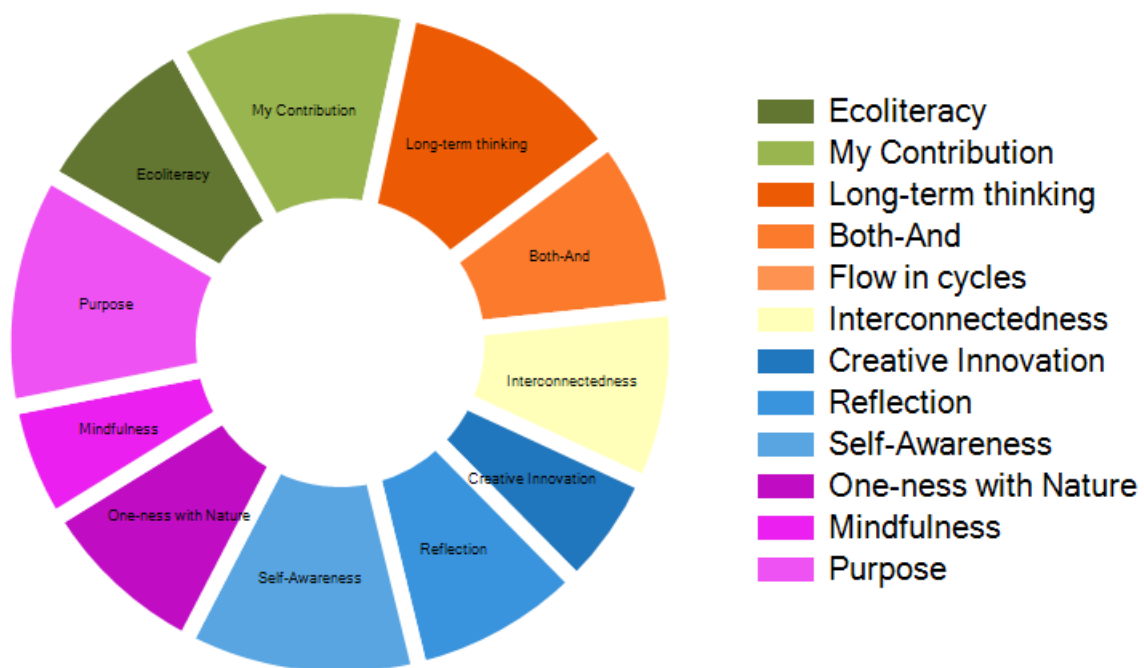 My Contribution
Long-term thinking
Ecoliteracy
Both-And
Purpose
Interconnectedness
Mindfulness
Creative Innovation
One-ness with Nature
Reflection
Self-Awareness
Ecoliteracy
My Contribution
Long-term thinking
Both-And
Flow in cycles
Interconnectedness
Creative Innovation
Reflection
Self-Awareness
One-ness with Nature
Mindfulness
Purpose